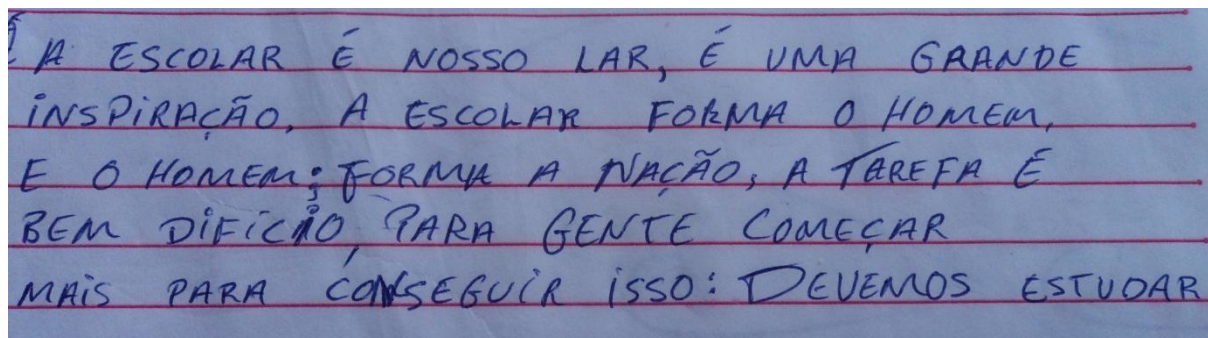 A ESCOLAR É NOSSO LAR, É UMA GRANDE
INSPIRAÇÃO. A ESCOLAR FORMA O HOMEM,
E O HOMEM; FORMA A NAÇÃO, A TAREFA É
BEM DIFICIO, PARA GENTE COMEÇAR
MAIS PARA CONSEGUIR ISSO: DEVEMOS ESTUDAR